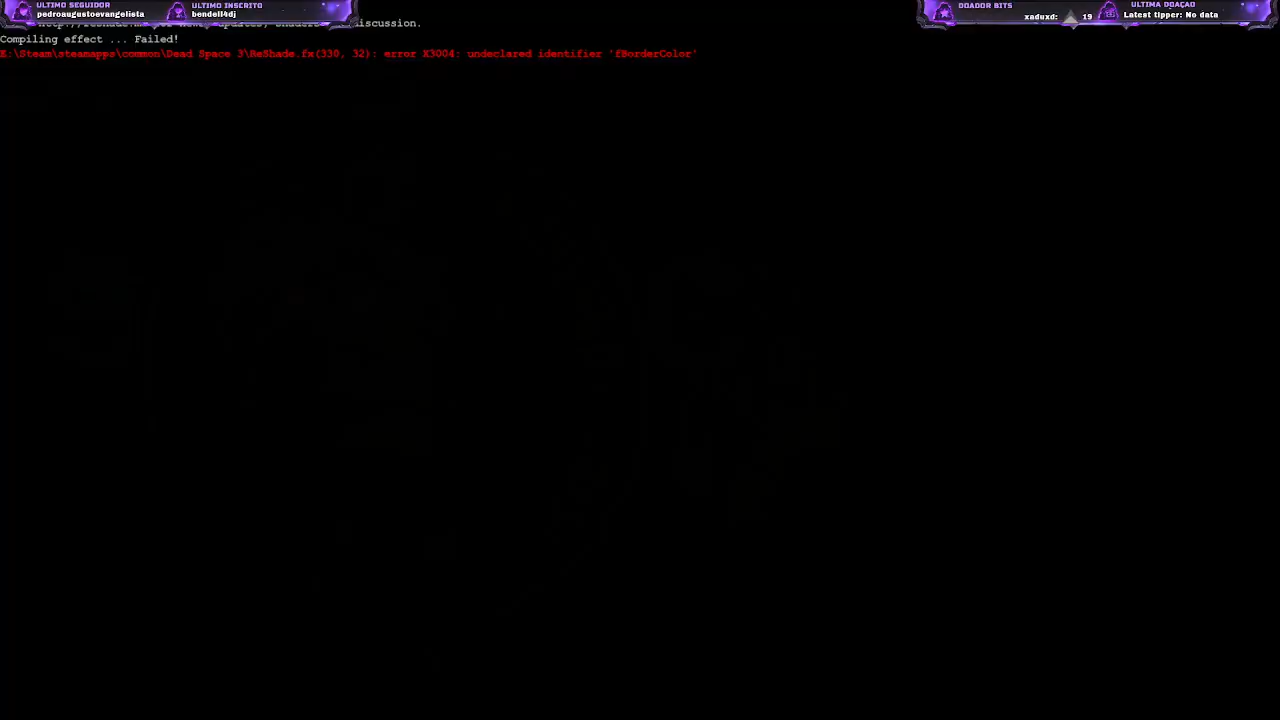 ULTIMO SEGUIDOR
pedroaugustoevangelista
ULTIMO INSCRITO
bendell4dj
DOADOR BITS
xaduxd: 19
ULTIMA DOAÇAO
Latest tipper: No data
discussion.
Compiling effect ... Failed!
E:\Steam\steamapps\common\Dead Space 3\ReShade.fx(330, 32): error X3004: undeclared identifier 'fBorderColor'